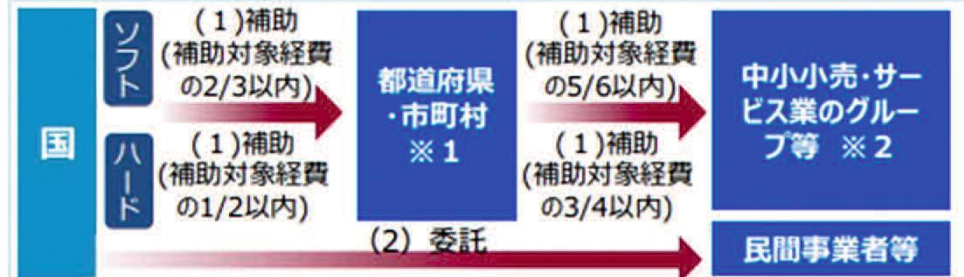 国
ソフト
(1)補助
(補助対象経費
の2/3以内)
ハード
(1)補助
(補助対象経費
の1/2以内)
都道府県
・市町村
※1
(1)補助
(補助対象経費
の5/6以内)
(1)補助
(補助対象経費
の3/4以内)
中小小売・サー
ビス業のグルー
プ等 ※2
(2) 委託
民間事業者等